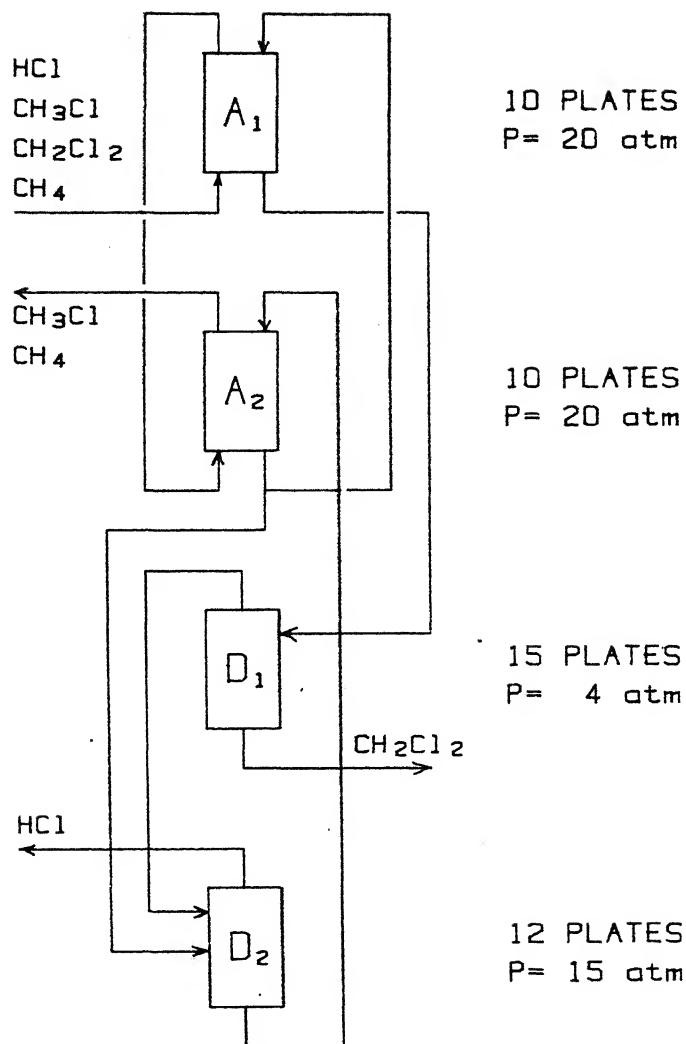 HCl
CH₃Cl
CH₂Cl₂
CH₄
A₁
10 PLATES
P= 20 atm
CH₃Cl
CH₄
A₂
10 PLATES
P= 20 atm
D₁
15 PLATES
P= 4 atm
CH₂Cl₂
HCl
D₂
12 PLATES
P= 15 atm